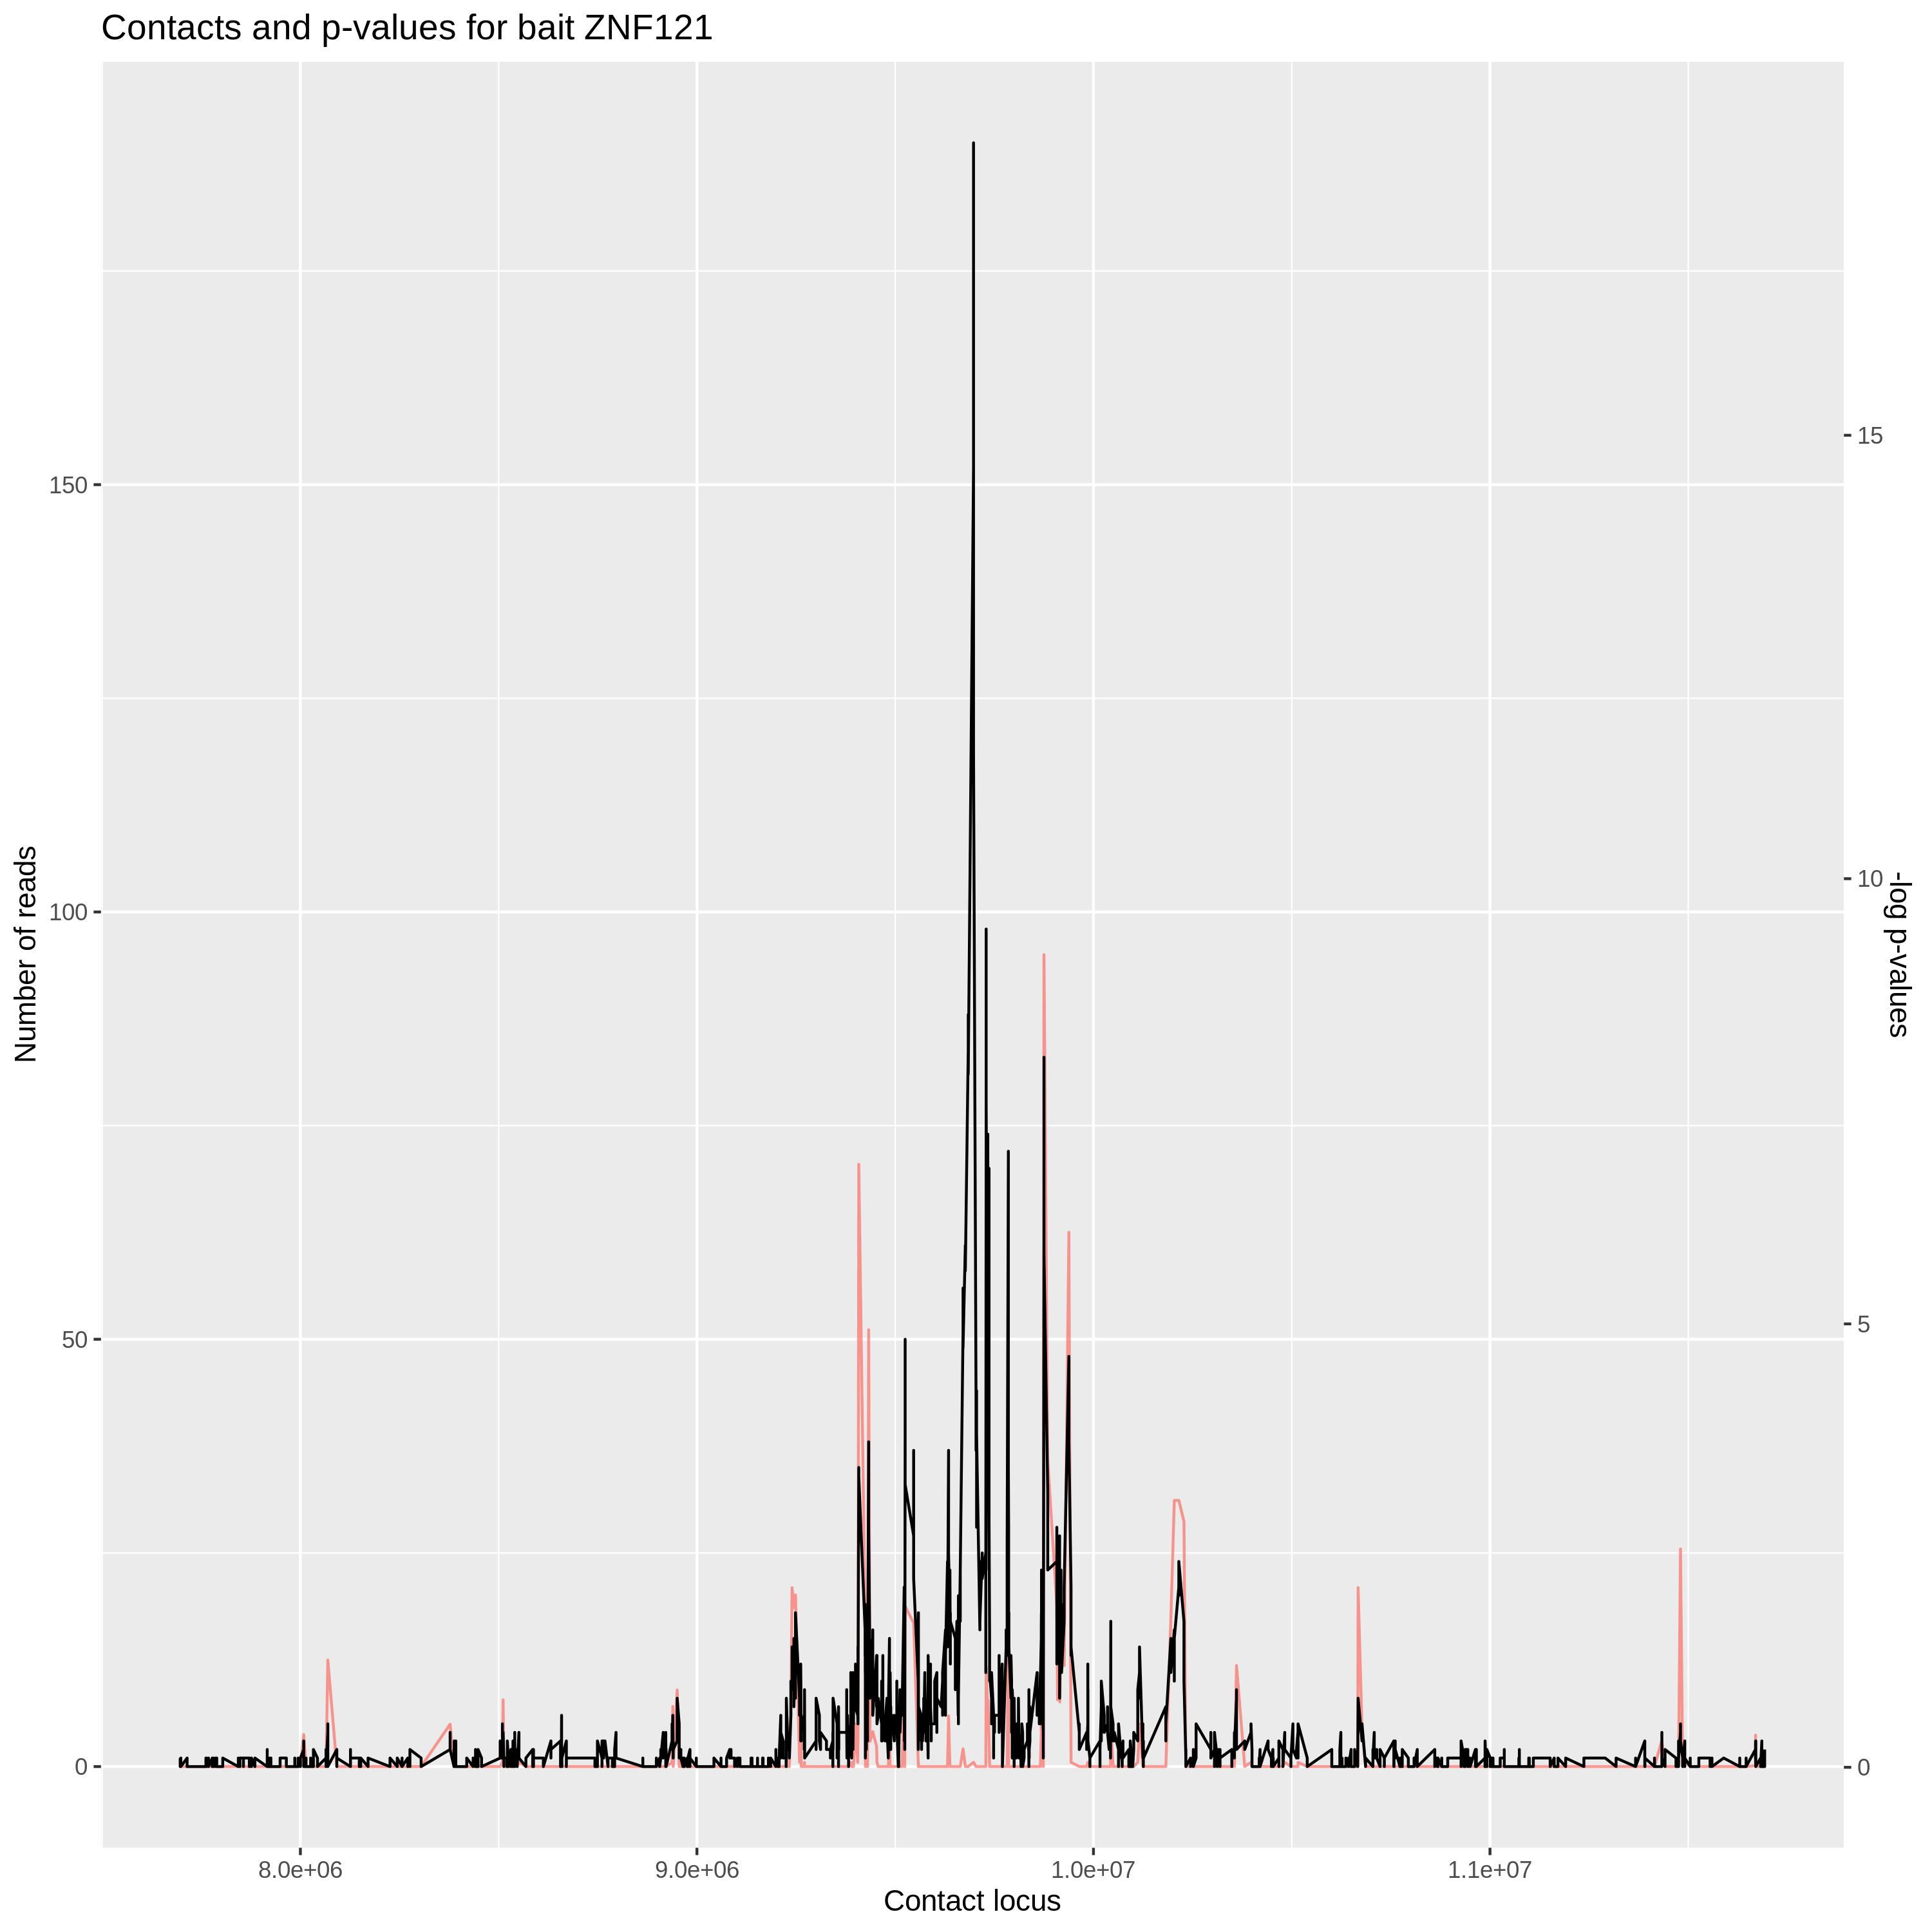 Contacts and p-values for bait ZNF121
150
100
50
0
Number of reads
15
10
5
0
-log p-values
8.0e+06
9.0e+06
1.0e+07
1.1e+07
Contact locus